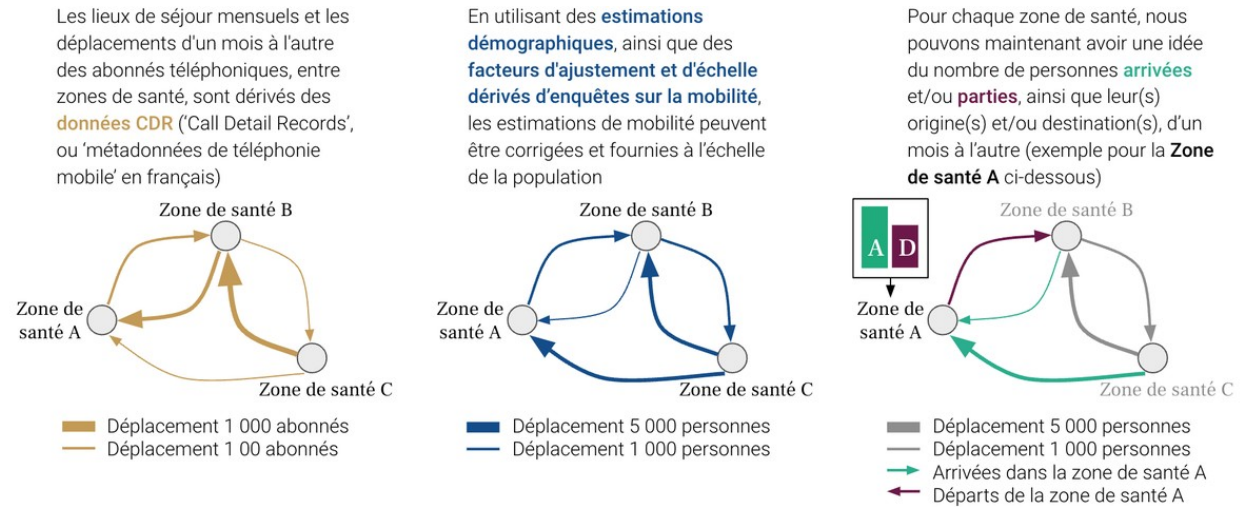 Les lieux de séjour mensuels et les
déplacements d'un mois à l'autre
des abonnés téléphoniques, entre
zones de santé, sont dérivés des
données CDR (‘Call Detail Records’,
ou ‘métadonnées de téléphonie
mobile’ en français)
Zone de santé B
Zone de
santé A
Zone de santé C
Déplacement 1 000 abonnés
Déplacement 1 00 abonnés
En utilisant des estimations
démographiques, ainsi que des
facteurs d'ajustement et d'échelle
dérivés d’enquêtes sur la mobilité,
les estimations de mobilité peuvent
être corrigées et fournies à l’échelle
de la population
Zone de santé B
Zone de
santé A
Zone de santé C
Déplacement 5 000 personnes
Déplacement 1 000 personnes
Pour chaque zone de santé, nous
pouvons maintenant avoir une idée
du nombre de personnes arrivées
et/ou parties, ainsi que leur(s)
origine(s) et/ou destination(s), d’un
mois à l’autre (exemple pour la Zone
de santé A ci-dessous)
Zone de santé B
A D
Zone de
santé A
Zone de santé C
Déplacement 5 000 personnes
Déplacement 1 000 personnes
Arrivées dans la zone de santé A
Départs de la zone de santé A